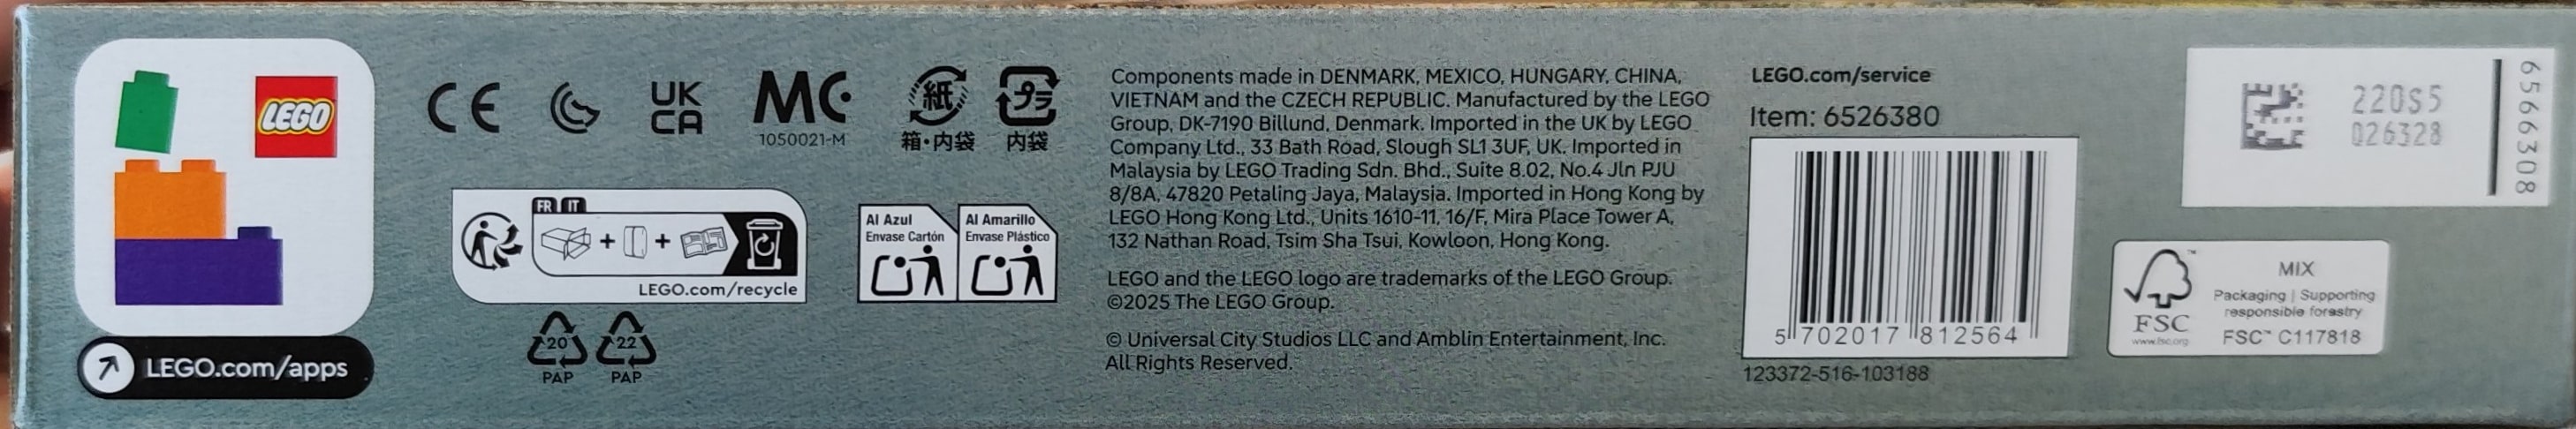 LEGO
LEGO.com/apps
CE
UK
CA
MC
1050021-M
紙
箱・内袋
プラ
内袋
FR IT
LEGO.com/recycle
20
PAP
22
PAP
Al Azul
Envase Cartón
Al Amarillo
Envase Plástico
Components made in DENMARK, MEXICO, HUNGARY, CHINA,
VIETNAM and the CZECH REPUBLIC. Manufactured by the LEGO
Group, DK-7190 Billund, Denmark. Imported in the UK by LEGO
Company Ltd., 33 Bath Road, Slough SL1 3UF, UK. Imported in
Malaysia by LEGO Trading Sdn. Bhd., Suite 8.02, No.4 Jln PJU
8/8A, 47820 Petaling Jaya, Malaysia. Imported in Hong Kong by
LEGO Hong Kong Ltd., Units 1610-11, 16/F, Mira Place Tower A,
132 Nathan Road, Tsim Sha Tsui, Kowloon, Hong Kong.
LEGO and the LEGO logo are trademarks of the LEGO Group.
©2025 The LEGO Group.
© Universal City Studios LLC and Amblin Entertainment, Inc.
All Rights Reserved.
LEGO.com/service
Item: 6526380
5 702017 812564
123372-516-103188
220S5
026328
6566308
FSC
www.fsc.org
MIX
Packaging | Supporting
responsible forestry
FSC™ C117818